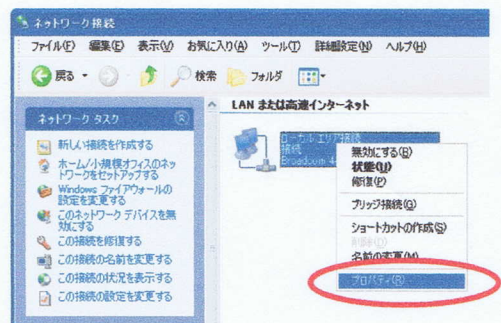 ネットワーク接続
ファイル(F) 編集(E) 表示(V) お気に入り(A) ツール(T) 詳細設定(N) ヘルプ(H)
戻る 検索 フォルダ
ネットワーク タスク
新しい接続を作成する
ホーム/小規模オフィスのネッ
トワークをセットアップする
Windows ファイアウォールの
設定を変更する
このネットワーク デバイスを無
効にする
この接続を修復する
この接続の名前を変更する
この接続の状況を表示する
この接続の設定を変更する
LAN または高速インターネット
ローカル エリア接続
接続
Broadcom 4
無効にする(B)
状態(U)
修復(P)
ブリッジ接続(G)
ショートカットの作成(S)
削除(D)
名前の変更(M)
プロパティ(R)